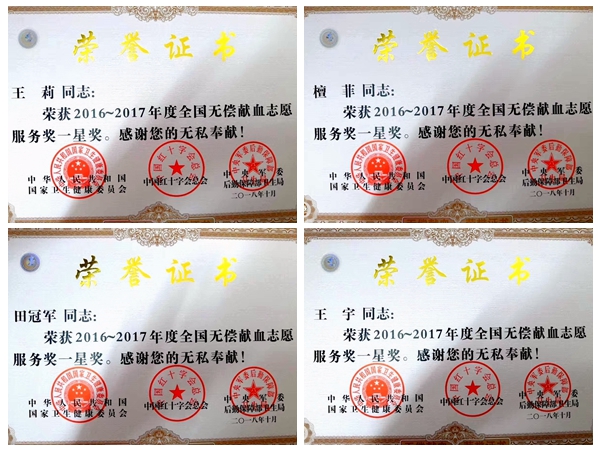 荣誉证书
王 莉 同志:
荣获2016~2017年度全国无偿献血志愿
服务奖一星奖。感谢您的无私奉献!
中华人民共和国
国家卫生健康委员会
中国红十字会总会
中央军委
后勤保障部卫生局
二〇一八年十月
荣誉证书
檀 菲 同志:
荣获2016~2017年度全国无偿献血志愿
服务奖一星奖。感谢您的无私奉献!
中华人民共和国
国家卫生健康委员会
中国红十字会总会
中央军委
后勤保障部卫生局
二〇一八年十月
荣誉证书
田冠军 同志:
荣获2016~2017年度全国无偿献血志愿
服务奖一星奖。感谢您的无私奉献!
中华人民共和国
国家卫生健康委员会
中国红十字会总会
中央军委
后勤保障部卫生局
二〇一八年十月
荣誉证书
王 宇 同志:
荣获2016~2017年度全国无偿献血志愿
服务奖一星奖。感谢您的无私奉献!
中华人民共和国
国家卫生健康委员会
中国红十字会总会
中央军委
后勤保障部卫生局
二〇一八年十月